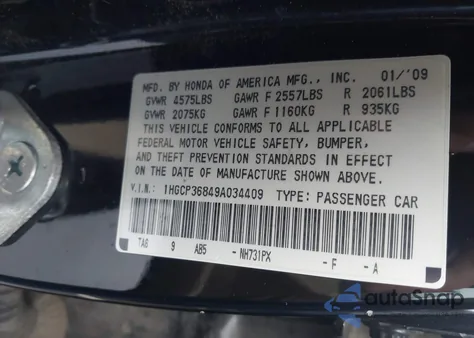 MFD. BY HONDA OF AMERICA MFG., INC. 01/'09
GVWR 4575LBS GAWR F 2557LBS R 2061LBS
GVWR 2075KG GAWR F 1160KG R 935KG
THIS VEHICLE CONFORMS TO ALL APPLICABLE
FEDERAL MOTOR VEHICLE SAFETY, BUMPER,
AND THEFT PREVENTION STANDARDS IN EFFECT
ON THE DATE OF MANUFACTURE SHOWN ABOVE.
V.I.N.: 1HGCP36849A034409 TYPE: PASSENGER CAR
TAG 9 AB5 -NH731PX -F -A
autoSnap